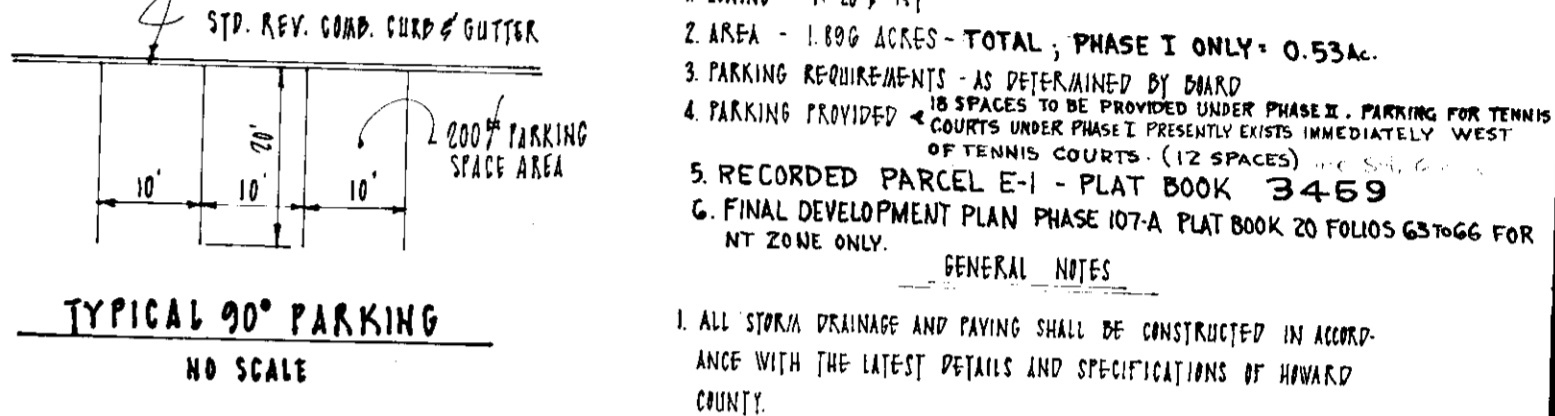 STD. REV. COMB. CURB & GUTTER
20'
200# PARKING
SPACE AREA
10'
10'
10'
TYPICAL 90° PARKING
NO SCALE
2. AREA - 1.896 ACRES - TOTAL ; PHASE I ONLY = 0.53 Ac.
3. PARKING REQUIREMENTS - AS DETERMINED BY BOARD
4. PARKING PROVIDED - 18 SPACES TO BE PROVIDED UNDER PHASE II. PARKING FOR TENNIS
COURTS UNDER PHASE I PRESENTLY EXISTS IMMEDIATELY WEST
OF TENNIS COURTS. (12 SPACES)
5. RECORDED PARCEL E-1 - PLAT BOOK 3459
6. FINAL DEVELOPMENT PLAN PHASE 107-A PLAT BOOK 20 FOLIOS 63 TO 66 FOR
NT ZONE ONLY.
GENERAL NOTES
1. ALL STORM DRAINAGE AND PAVING SHALL BE CONSTRUCTED IN ACCORD-
ANCE WITH THE LATEST DETAILS AND SPECIFICATIONS OF HOWARD
COUNTY.